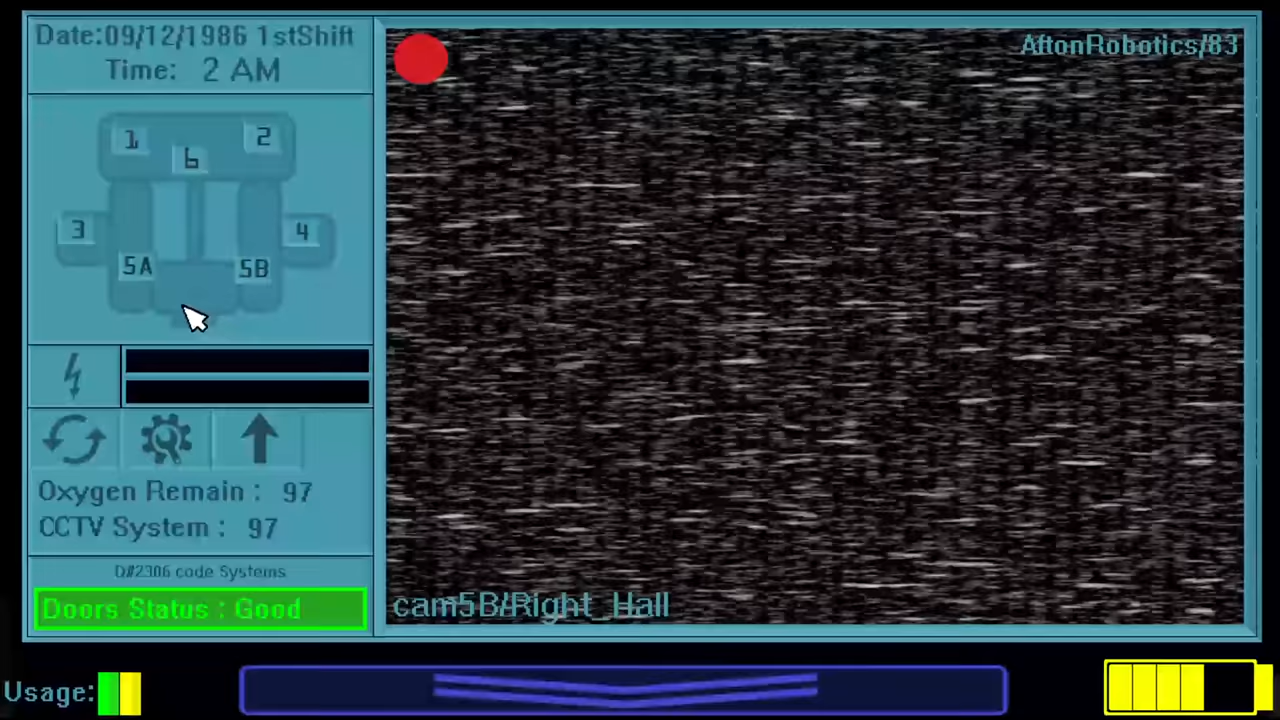 Date:09/12/1986 1stShift
Time: 2 AM
AftonRobotics/83
1
2
6
3
4
5A
5B
Oxygen Remain : 97
CCTV System : 97
D#2306 code Systems
Doors Status : Good
cam5B/Right_Hall
Usage: